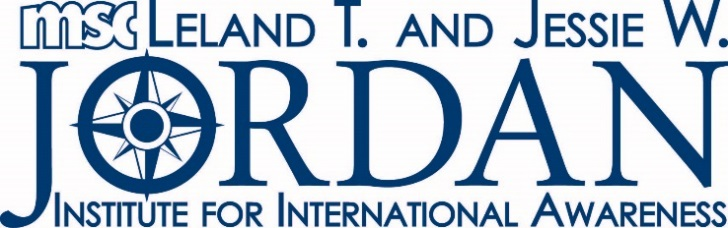 msc LELAND T. AND JESSIE W.
JORDAN
INSTITUTE FOR INTERNATIONAL AWARENESS